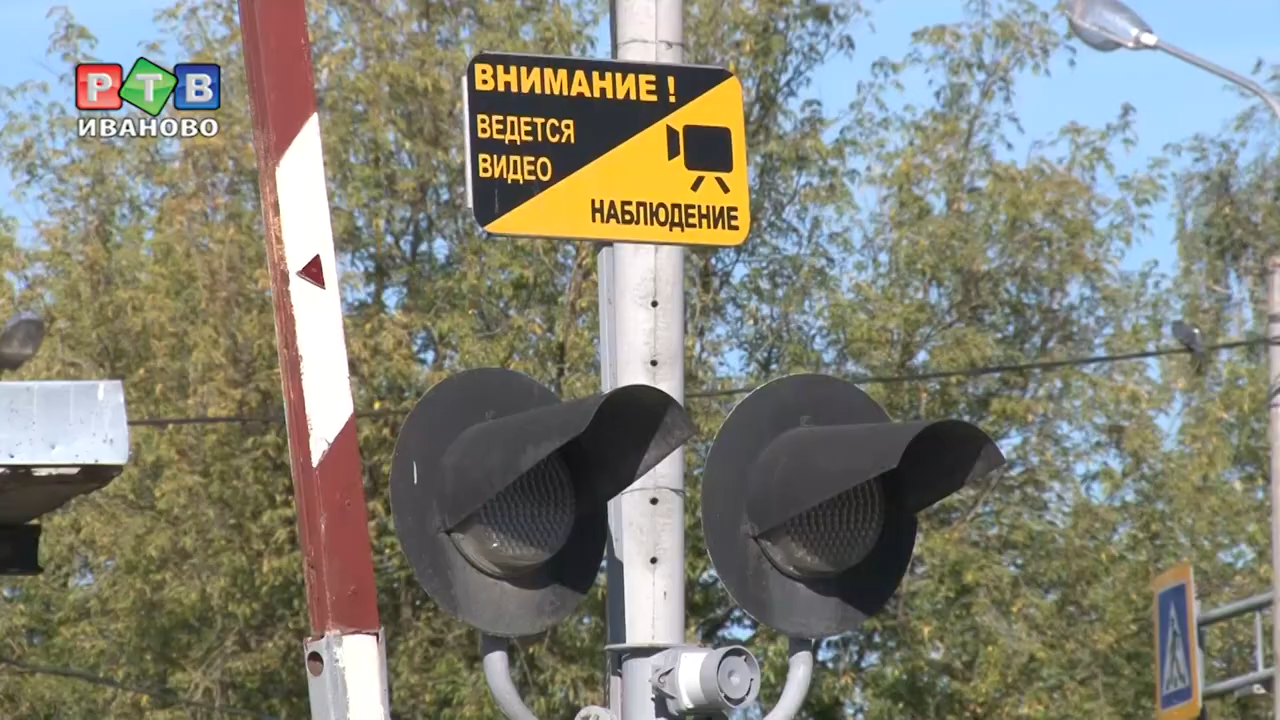 РТВ
ИВАНОВО
ВНИМАНИЕ !
ВЕДЕТСЯ
ВИДЕО
НАБЛЮДЕНИЕ